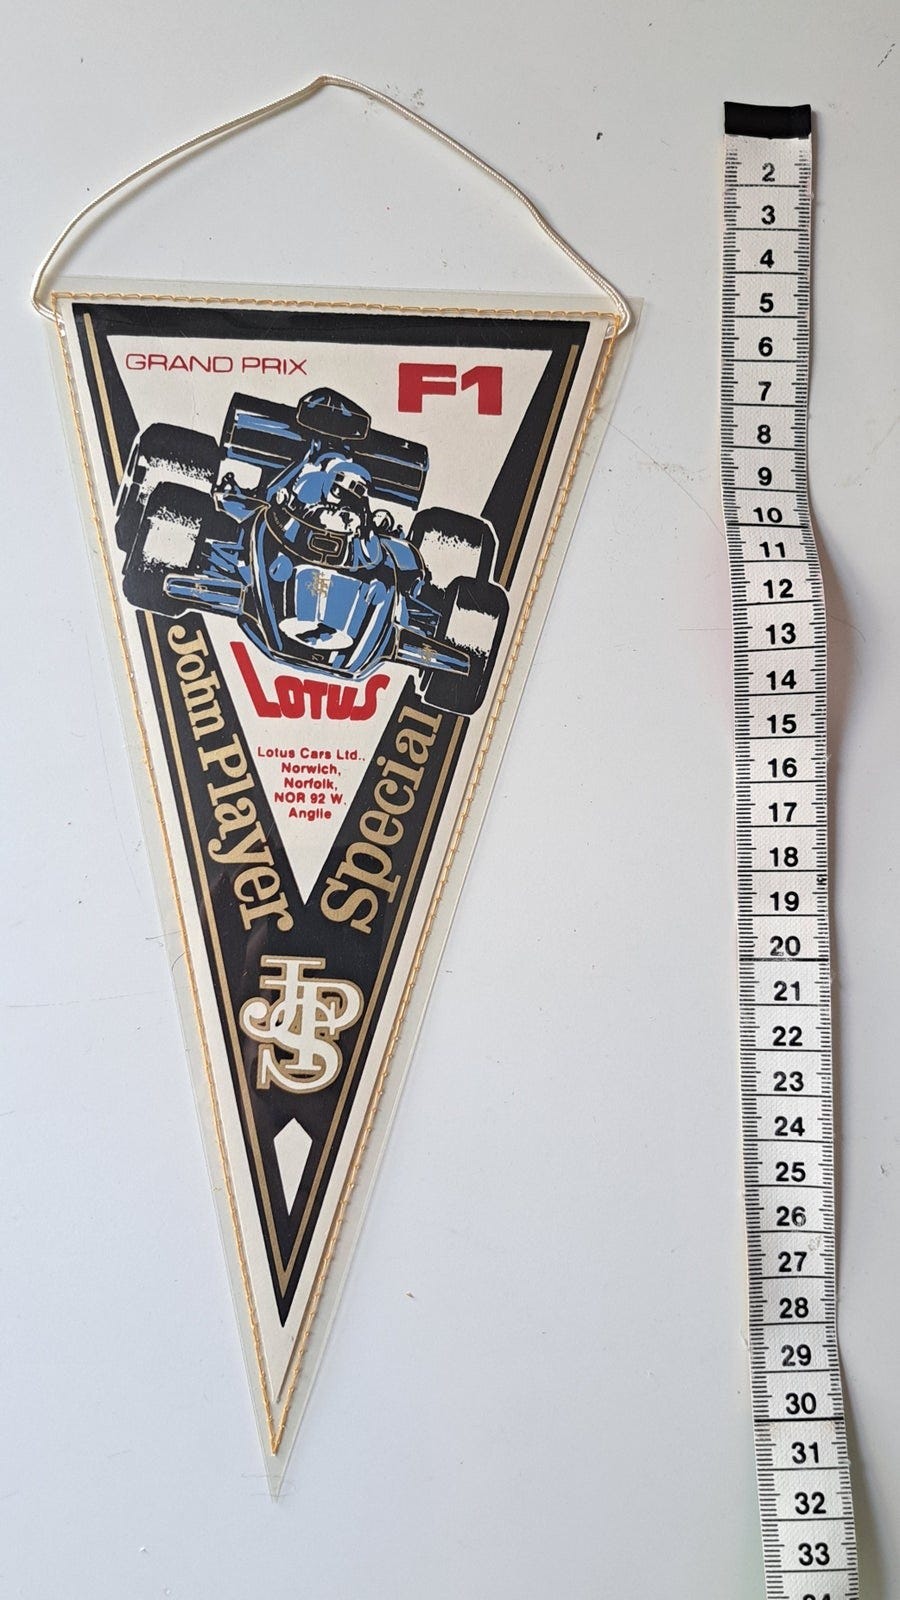 GRAND PRIX
F1
LOTUS
Lotus Cars Ltd.,
Norwich,
Norfolk,
NOR 92 W.
Anglie
John Player
Special
JPS
2
3
4
5
6
7
8
9
10
11
12
13
14
15
16
17
18
19
20
21
22
23
24
25
26
27
28
29
30
31
32
33